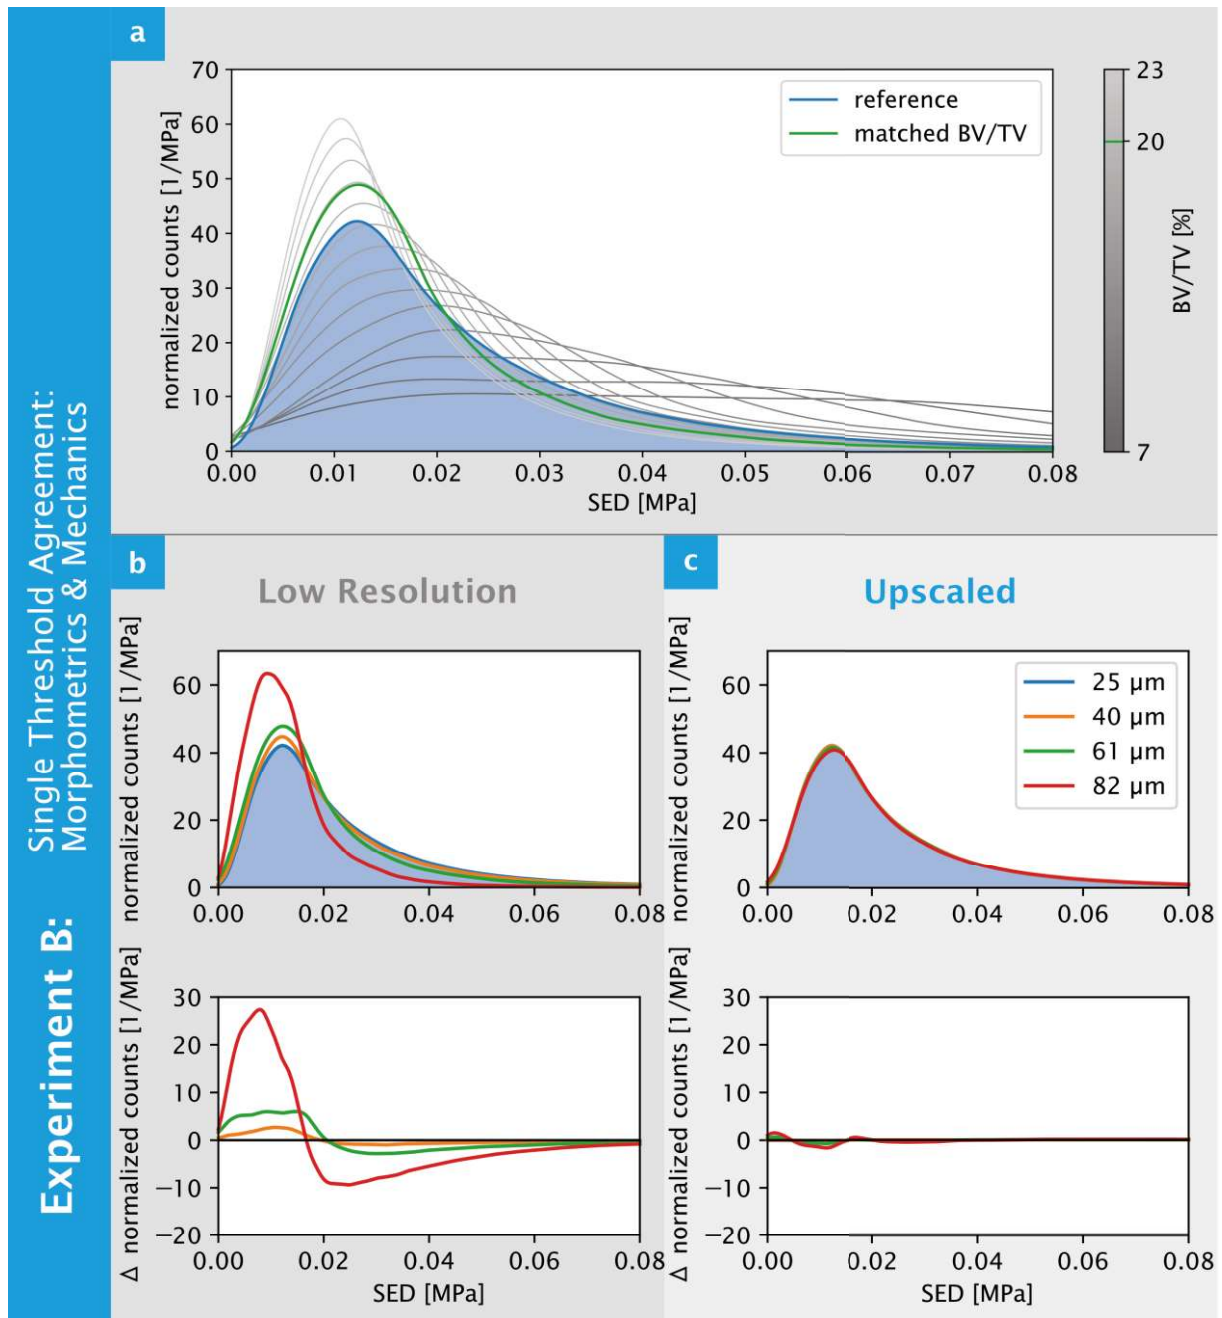 Experiment B:
Single Threshold Agreement:
Morphometrics & Mechanics
a
normalized counts [1/MPa]
70
60
50
40
30
20
10
0
0.00 0.01 0.02 0.03 0.04 0.05 0.06 0.07 0.08
SED [MPa]
reference
matched BV/TV
23
20
7
BV/TV [%]
b
Low Resolution
normalized counts [1/MPa]
60
40
20
0
0.00 0.02 0.04 0.06 0.08
Δ normalized counts [1/MPa]
30
20
10
0
−10
−20
0.00 0.02 0.04 0.06 0.08
SED [MPa]
c
Upscaled
normalized counts [1/MPa]
60
40
20
0
0.00 0.02 0.04 0.06 0.08
25 μm
40 μm
61 μm
82 μm
Δ normalized counts [1/MPa]
30
20
10
0
−10
−20
0.00 0.02 0.04 0.06 0.08
SED [MPa]